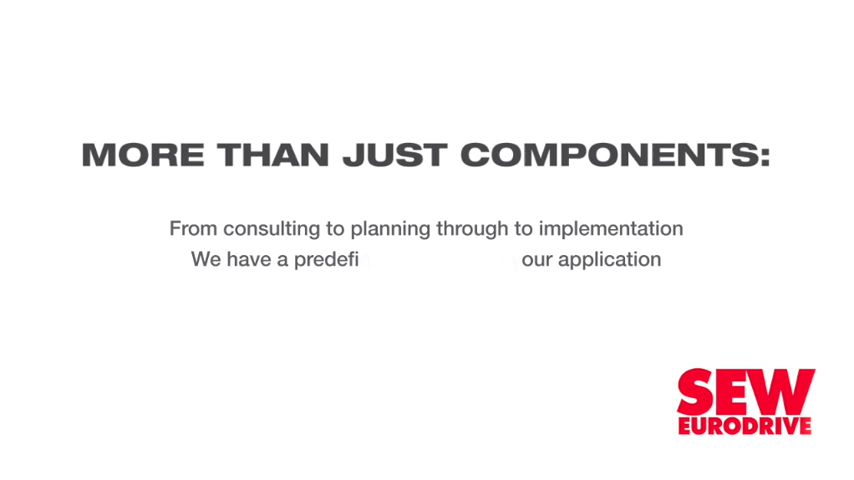 MORE THAN JUST COMPONENTS:
From consulting to planning through to implementation
We have a predefi our application
SEW
EURODRIVE